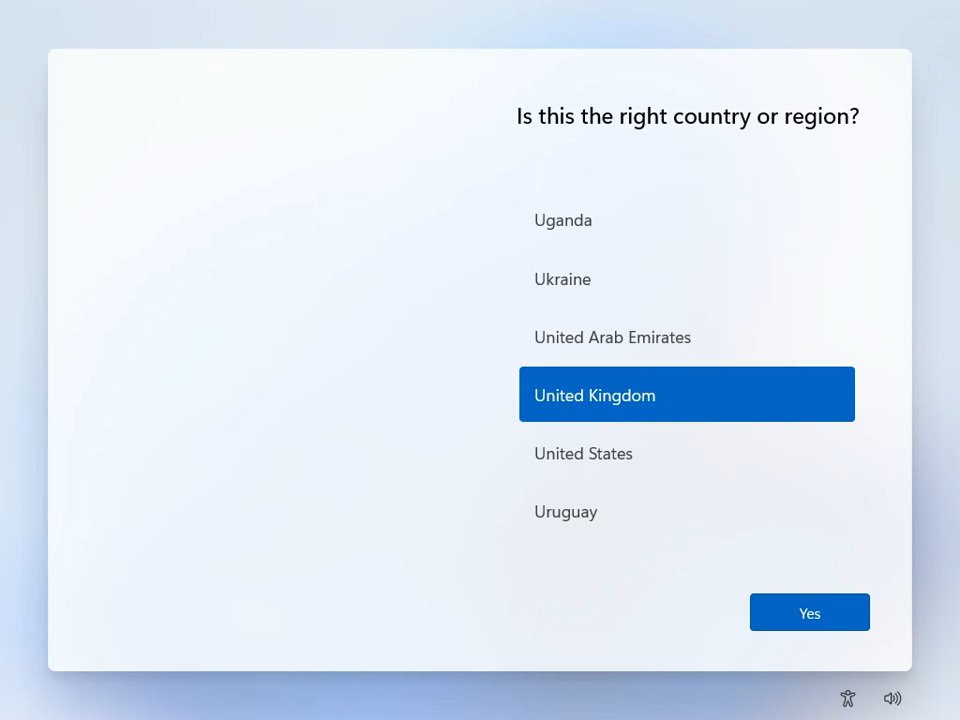 Is this the right country or region?
Uganda
Ukraine
United Arab Emirates
United Kingdom
United States
Uruguay
Yes